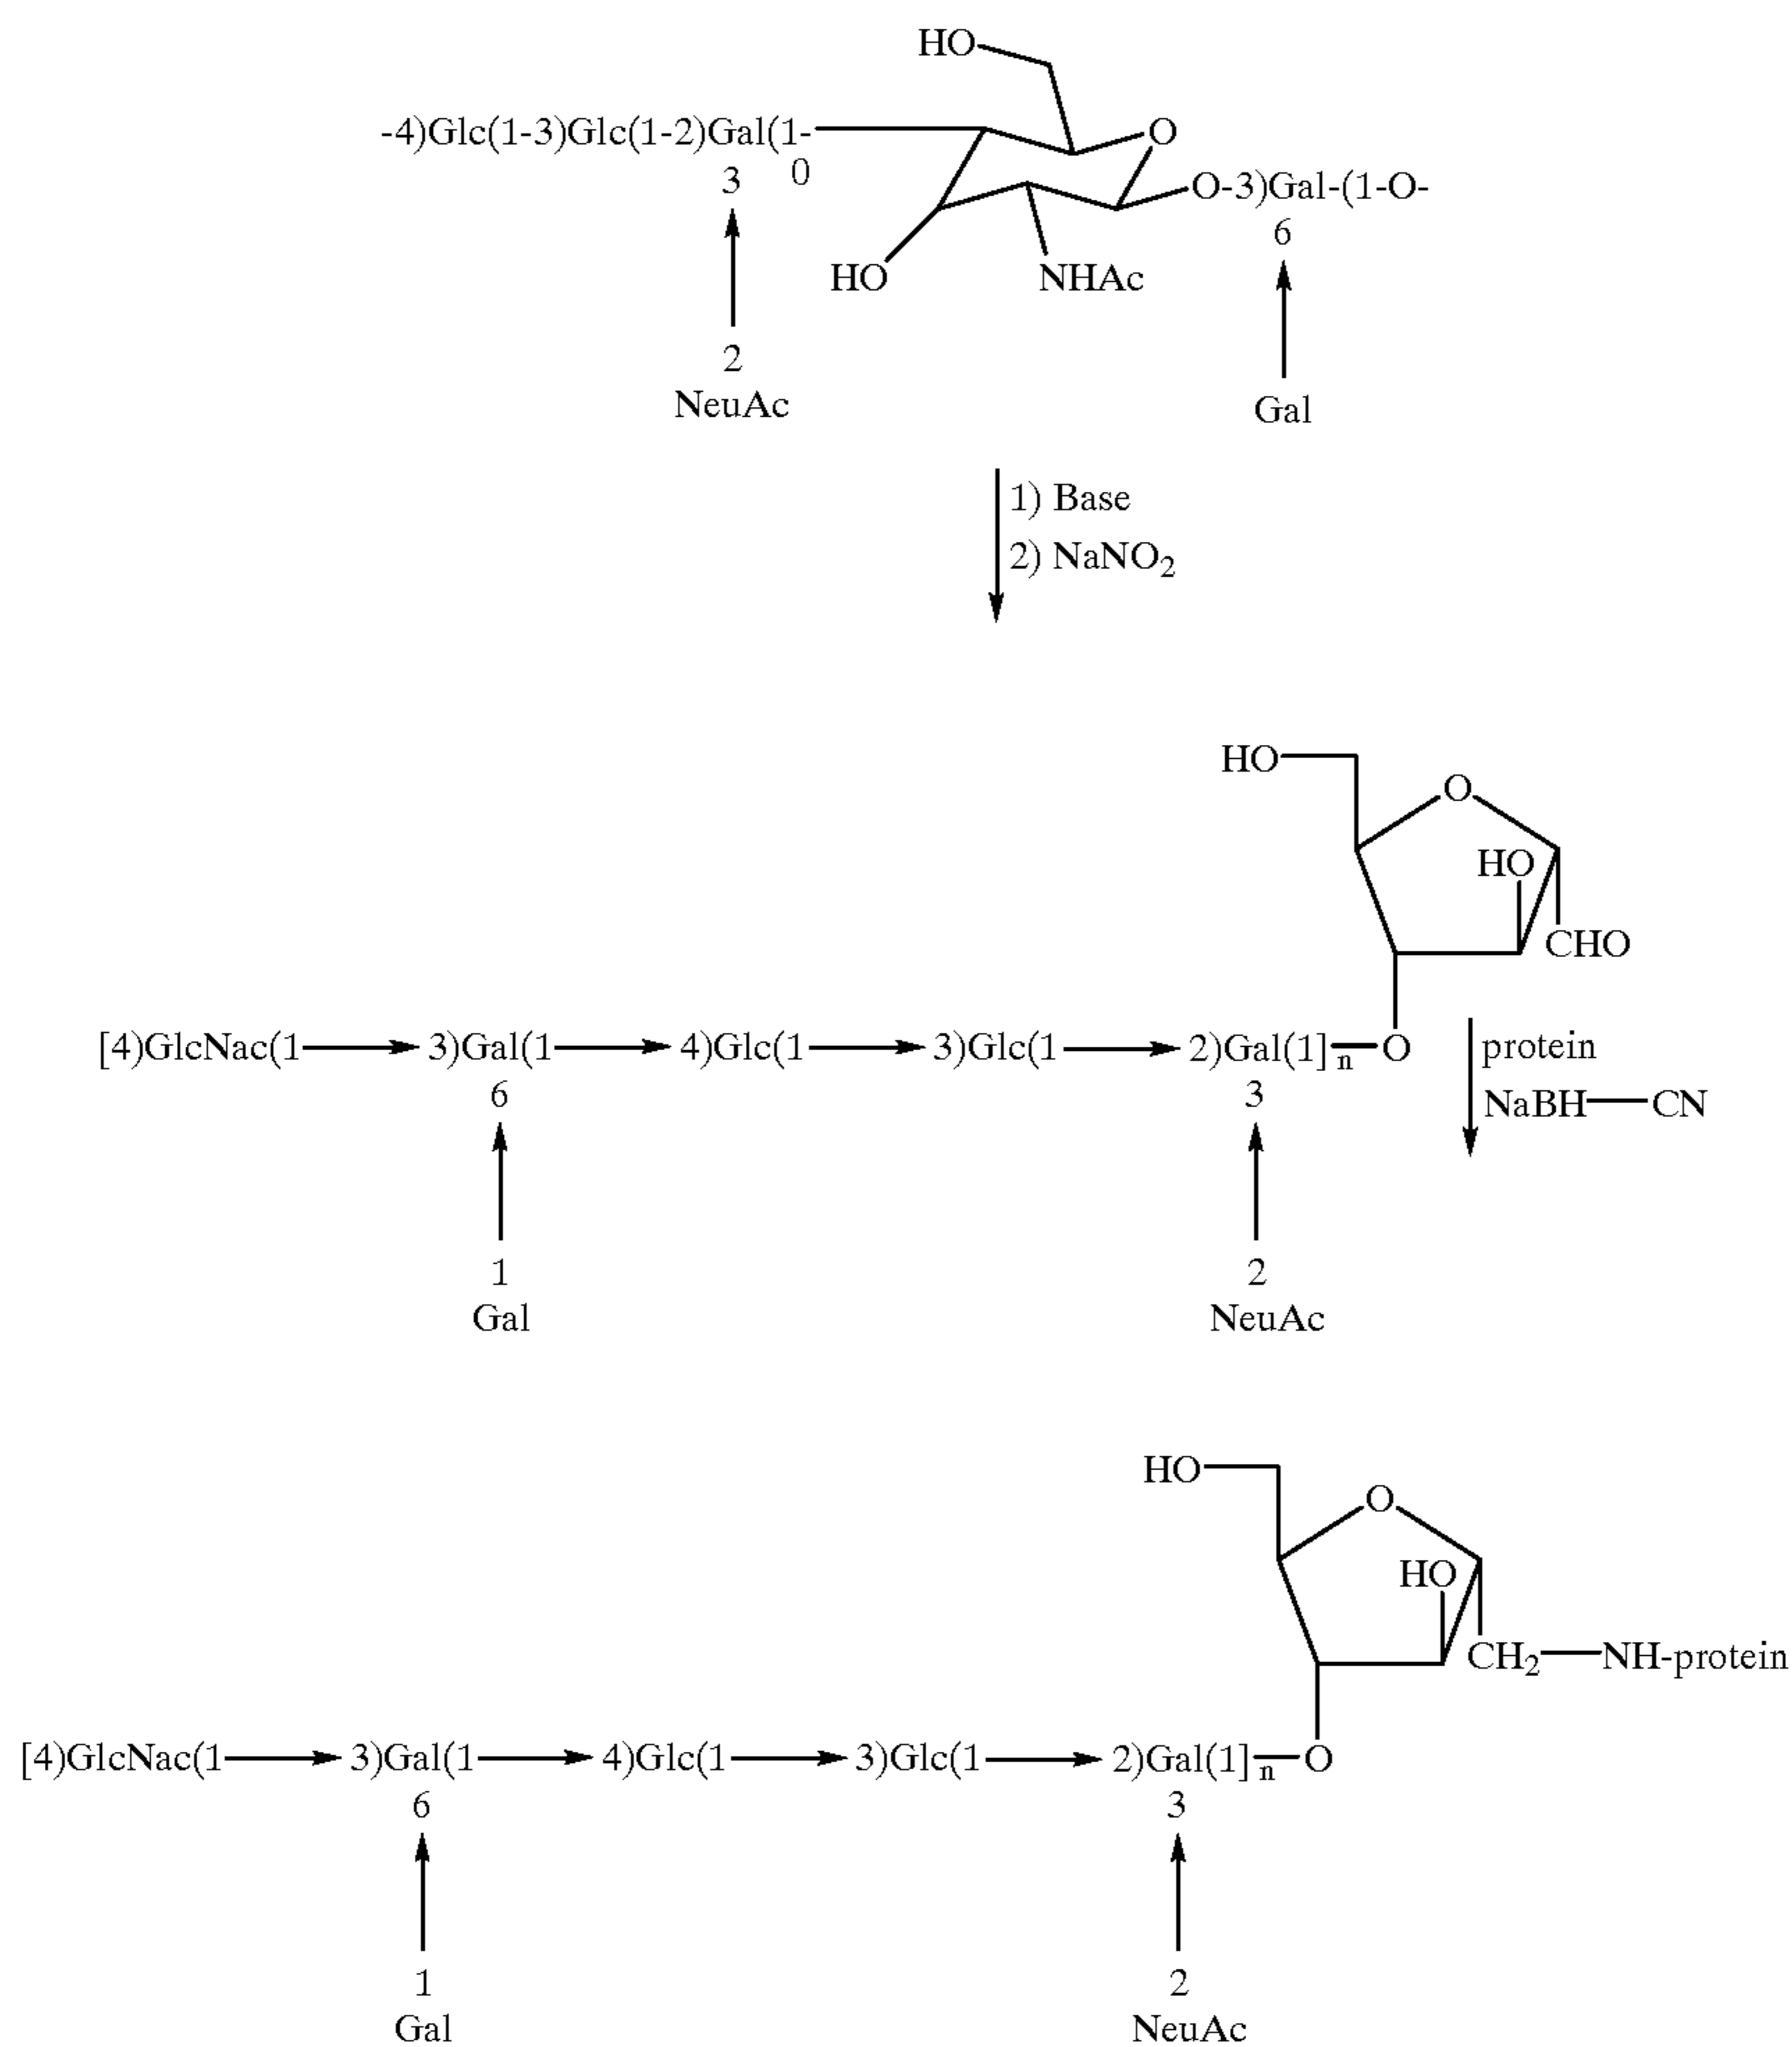 HO
-4)Glc(1-3)Glc(1-2)Gal(1-
O
3
0
O-3)Gal-(1-O-
6
HO
NHAc
2
NeuAc
Gal
1) Base
2) NaNO₂
HO
O
HO
CHO
[4)GlcNac(1 3)Gal(1 4)Glc(1 3)Glc(1 2)Gal(1]n O
protein
6 3
NaBH CN
1 2
Gal NeuAc
HO
O
HO
CH₂ NH-protein
[4)GlcNac(1 3)Gal(1 4)Glc(1 3)Glc(1 2)Gal(1]n O
6 3
1 2
Gal NeuAc